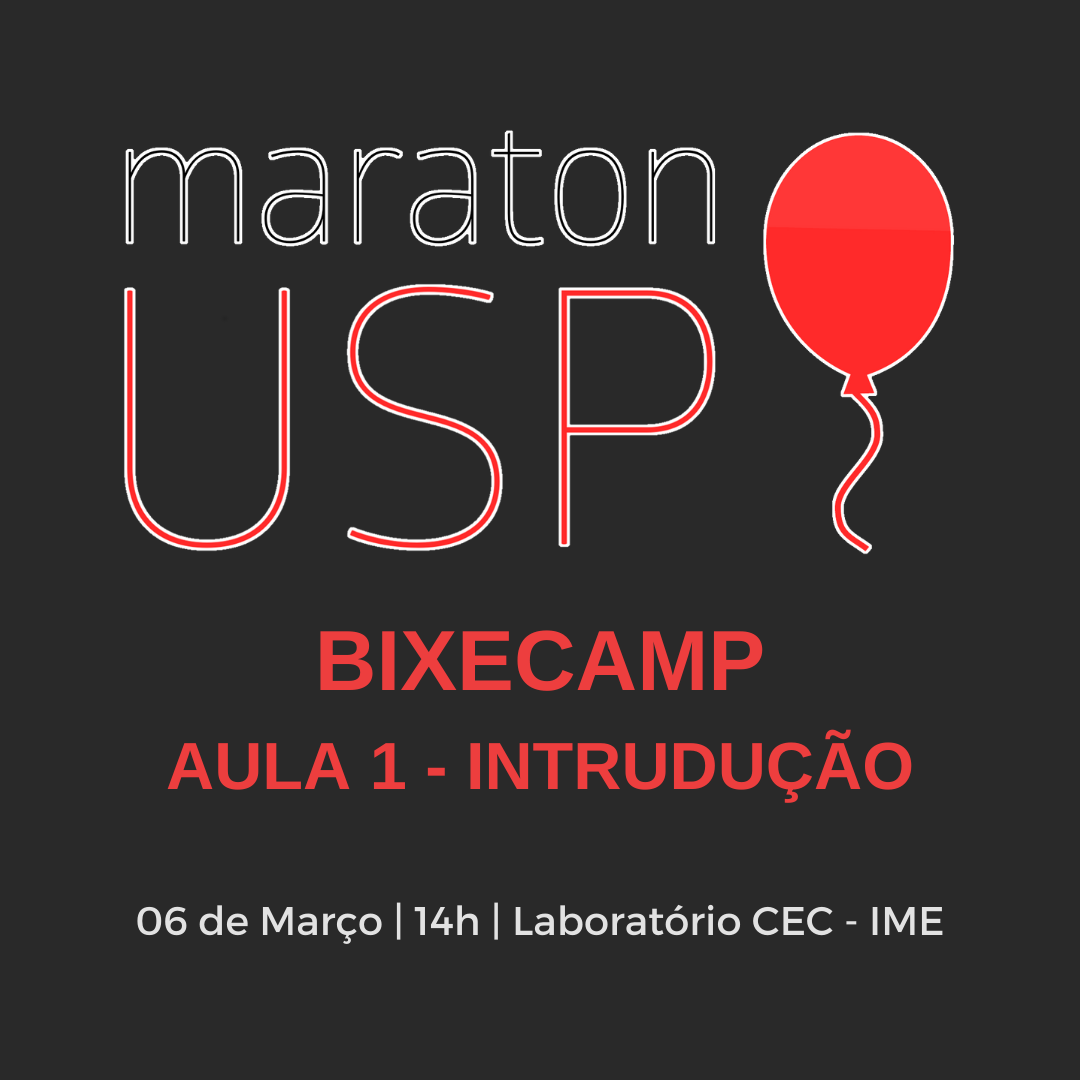 maraton
USP
BIXECAMP
AULA 1 - INTRUDUÇÃO
06 de Março | 14h | Laboratório CEC - IME